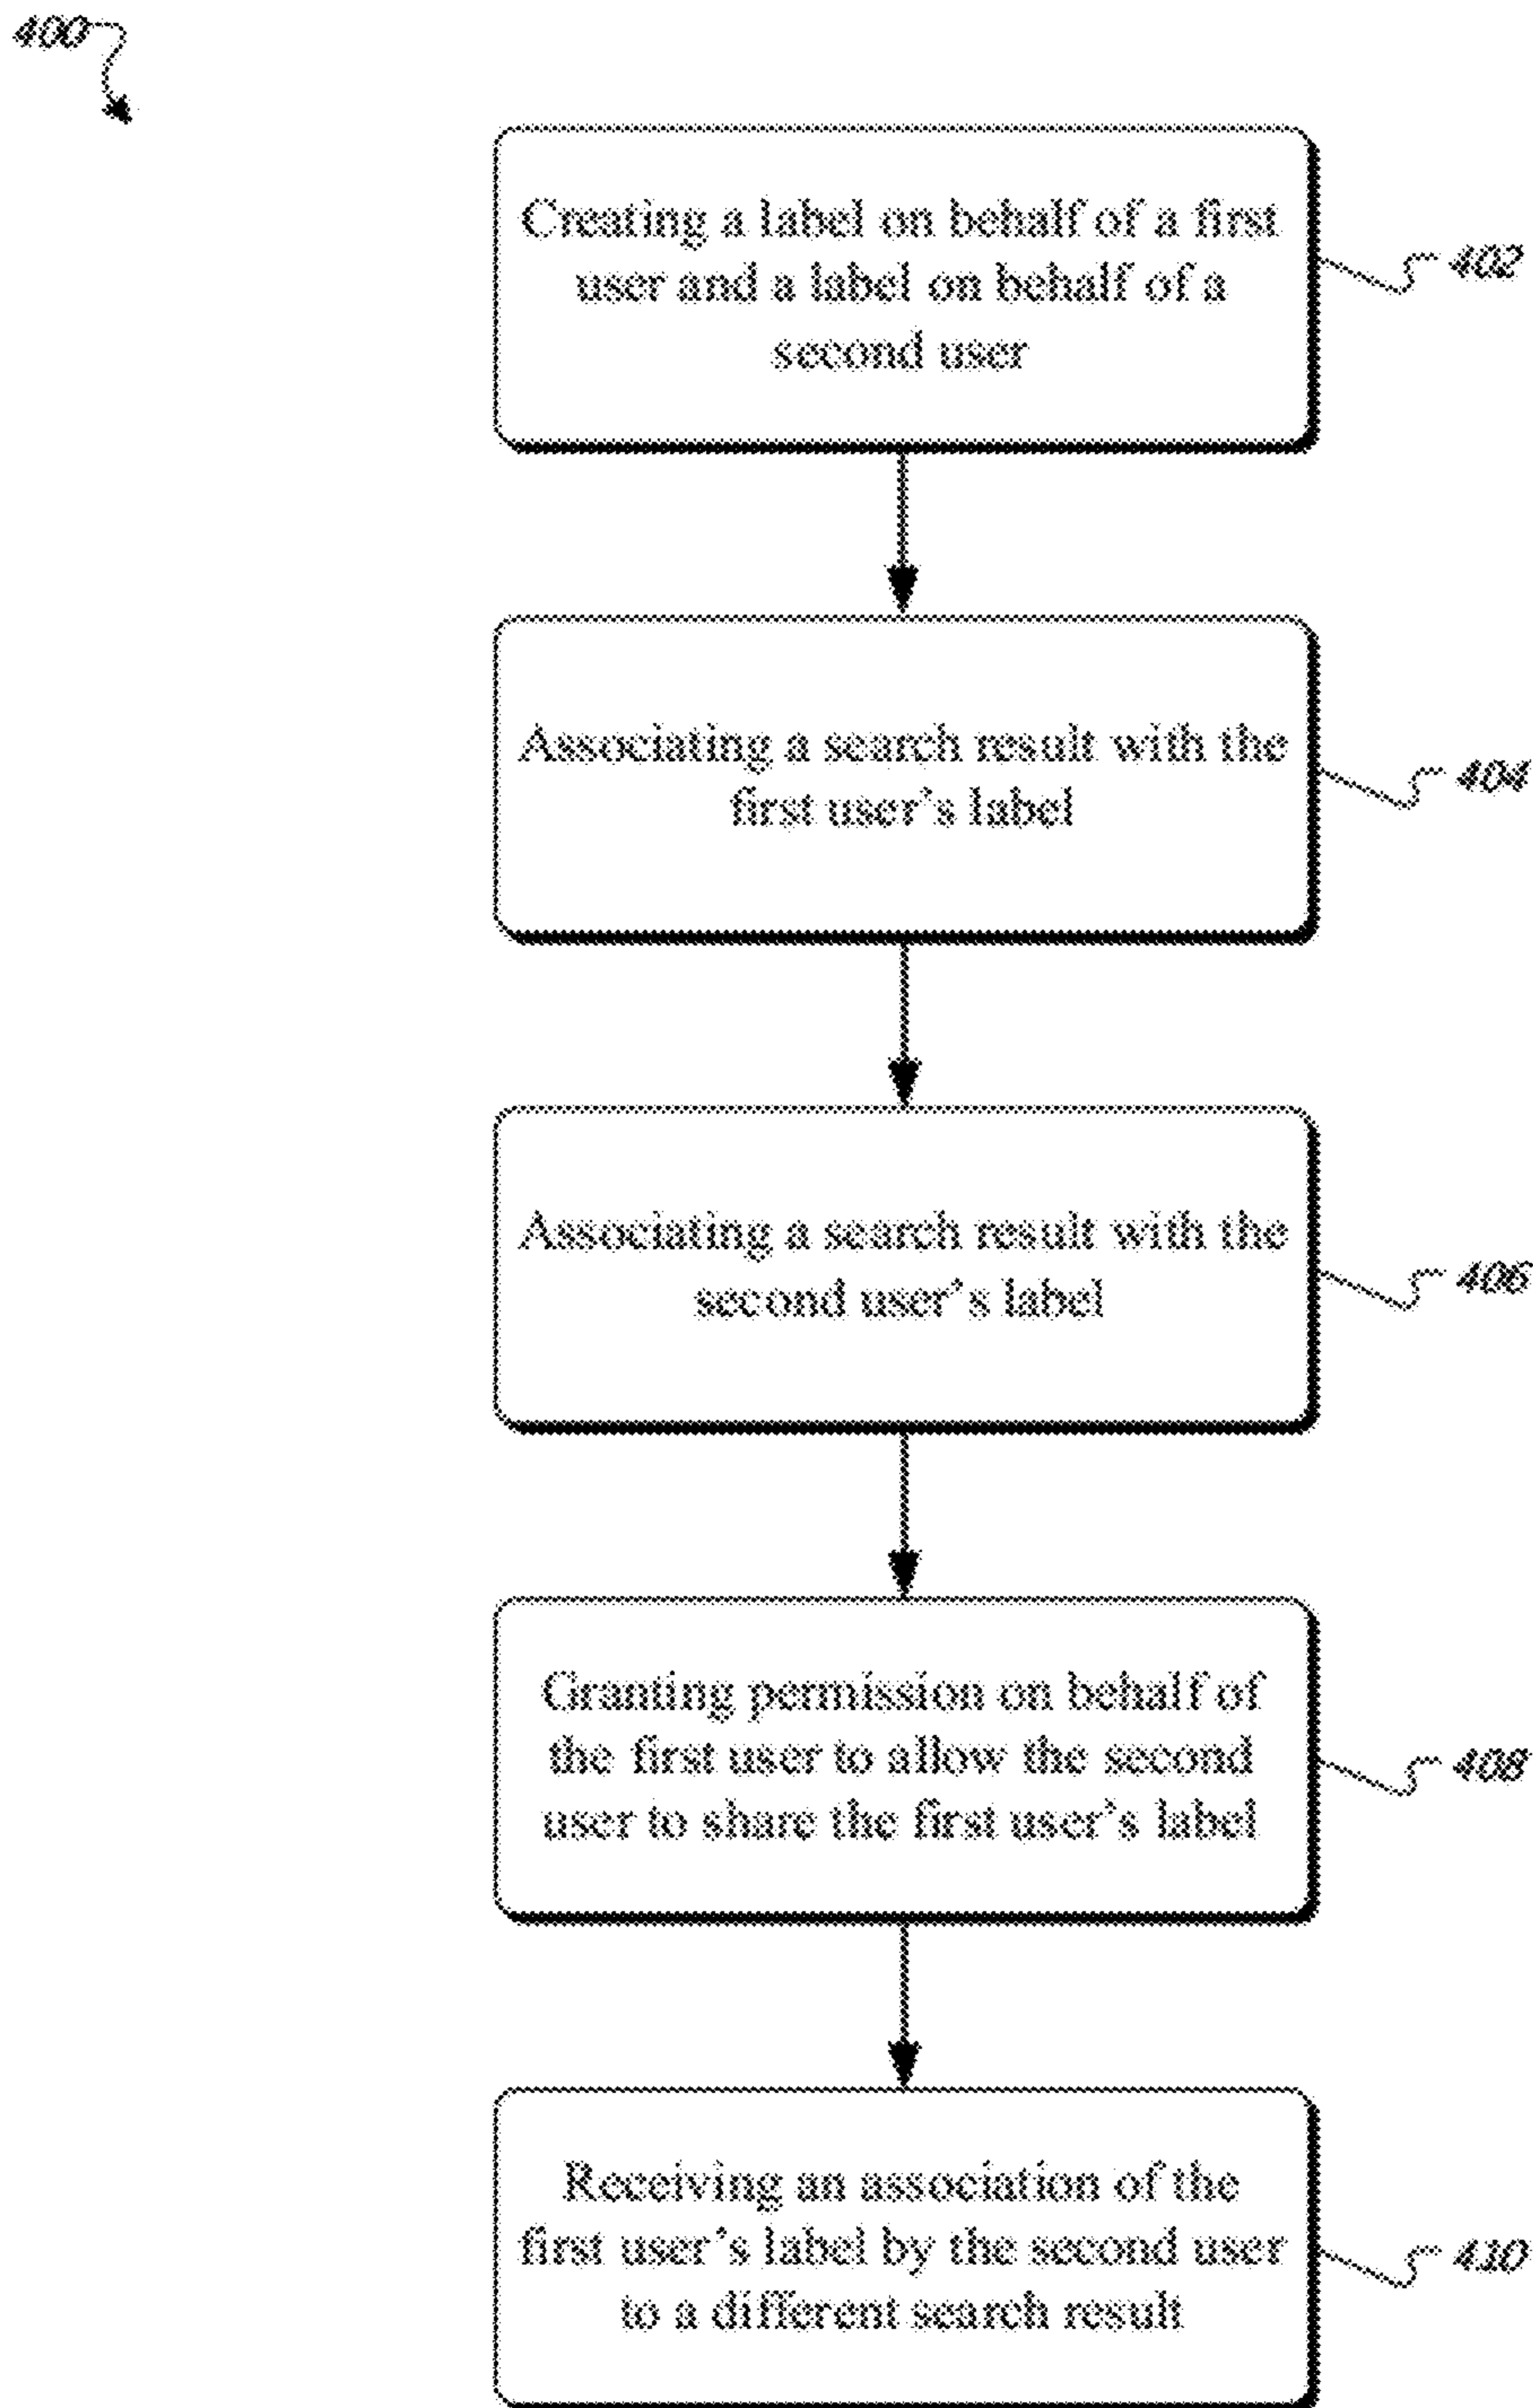 400
Creating a label on behalf of a first
user and a label on behalf of a
second user
402
Associating a search result with the
first user's label
404
Associating a search result with the
second user's label
406
Granting permission on behalf of
the first user to allow the second
user to share the first user's label
408
Receiving an association of the
first user's label by the second user
to a different search result
410